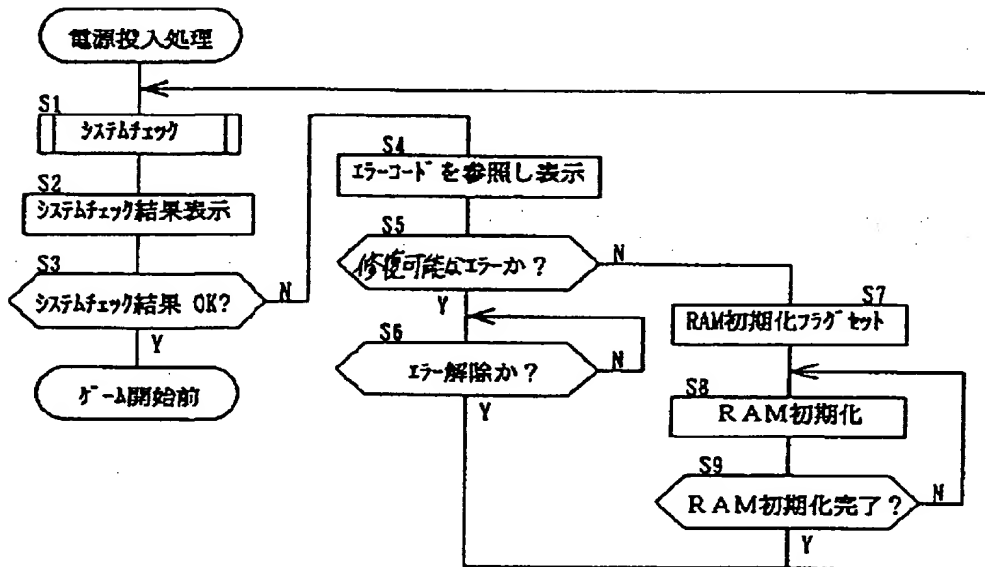 電源投入処理
S1
システムチェック
S2
システムチェック結果表示
S3
システムチェック結果 OK?
N
Y
ゲーム開始前
S4
エラーコードを参照し表示
S5
修復可能なエラーか?
N
Y
S6
エラー解除か?
N
Y
S7
RAM初期化フラグセット
S8
RAM初期化
S9
RAM初期化完了?
N
Y